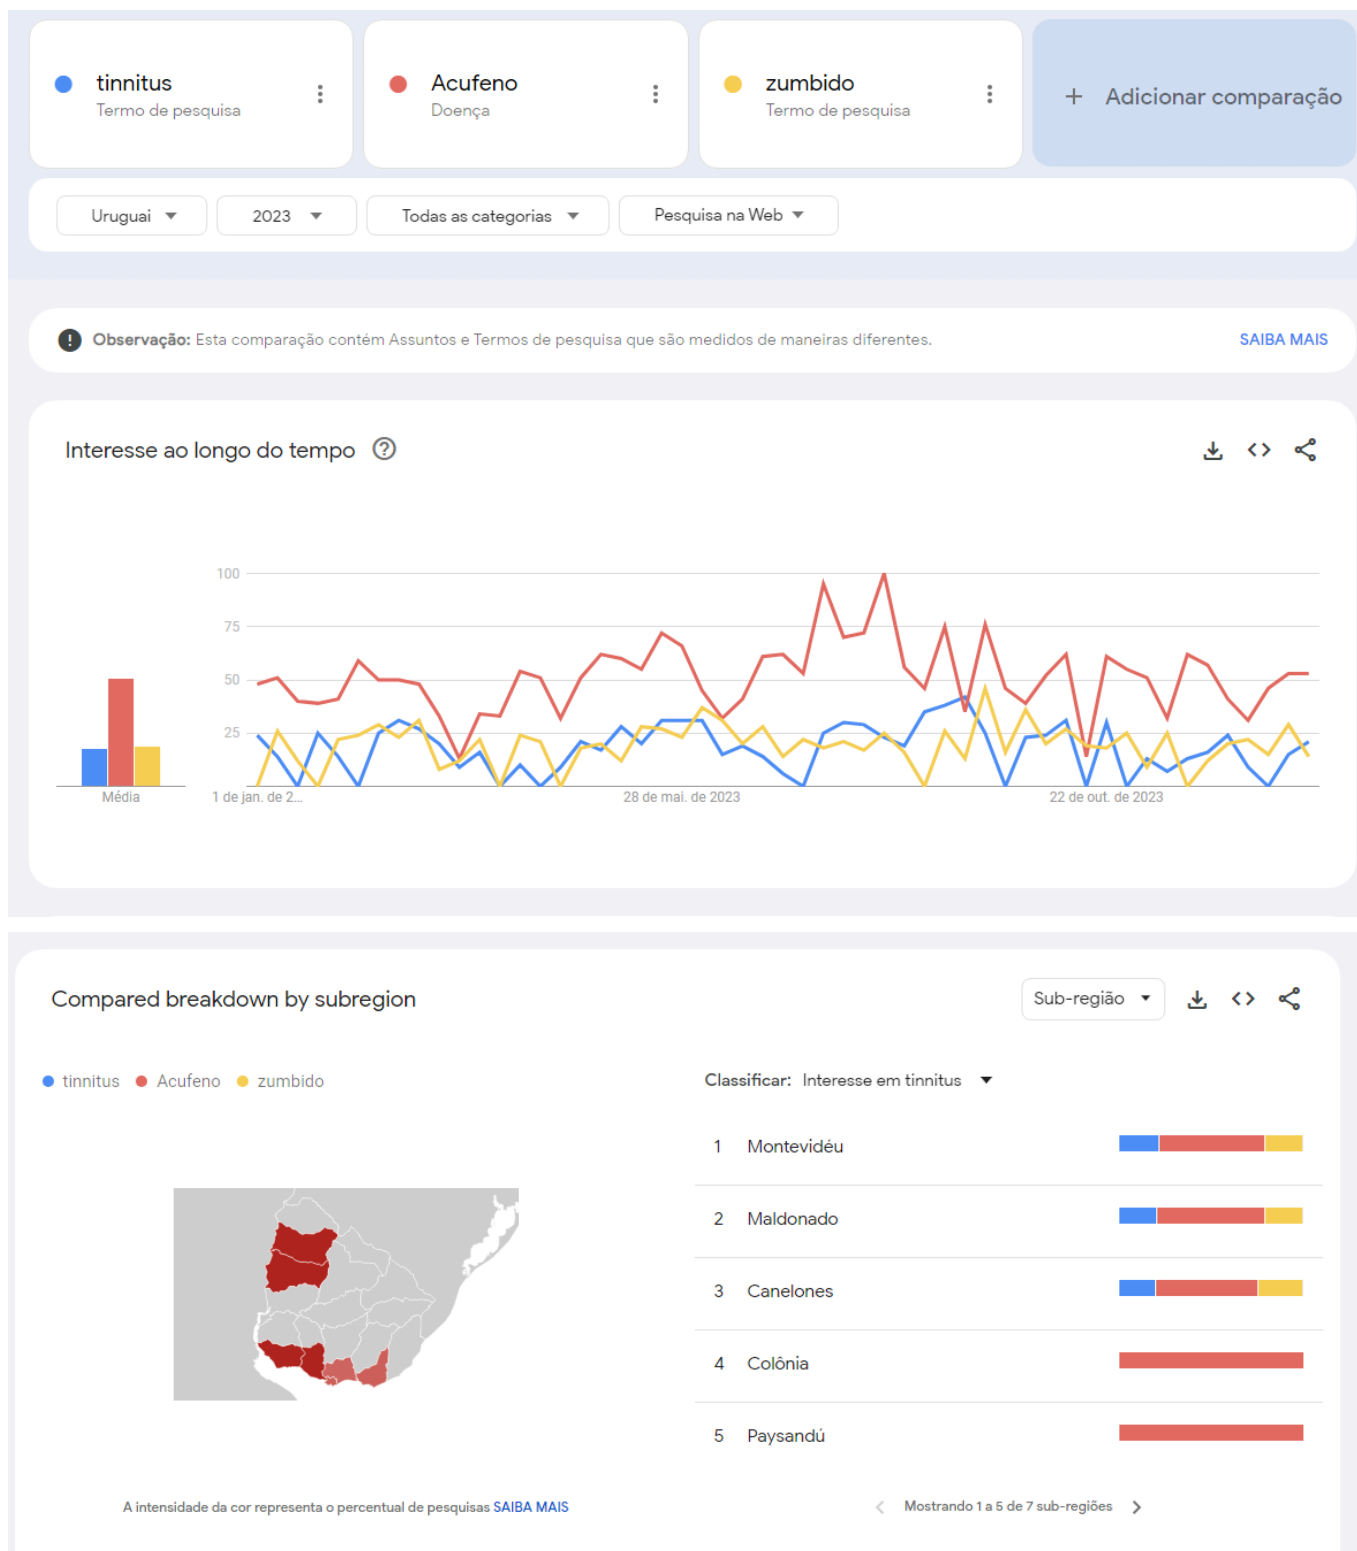 tinnitus
Termo de pesquisa
Acufeno
Doença
zumbido
Termo de pesquisa
+ Adicionar comparação
Uruguai
2023
Todas as categorias
Pesquisa na Web
Observação: Esta comparação contém Assuntos e Termos de pesquisa que são medidos de maneiras diferentes.
SAIBA MAIS
Interesse ao longo do tempo
100
75
50
25
Média
1 de jan. de 2...
28 de mai. de 2023
22 de out. de 2023
Compared breakdown by subregion
Sub-região
tinnitus
Acufeno
zumbido
Classificar: Interesse em tinnitus
1 Montevidéu
2 Maldonado
3 Canelones
4 Colônia
5 Paysandú
A intensidade da cor representa o percentual de pesquisas SAIBA MAIS
Mostrando 1 a 5 de 7 sub-regiões